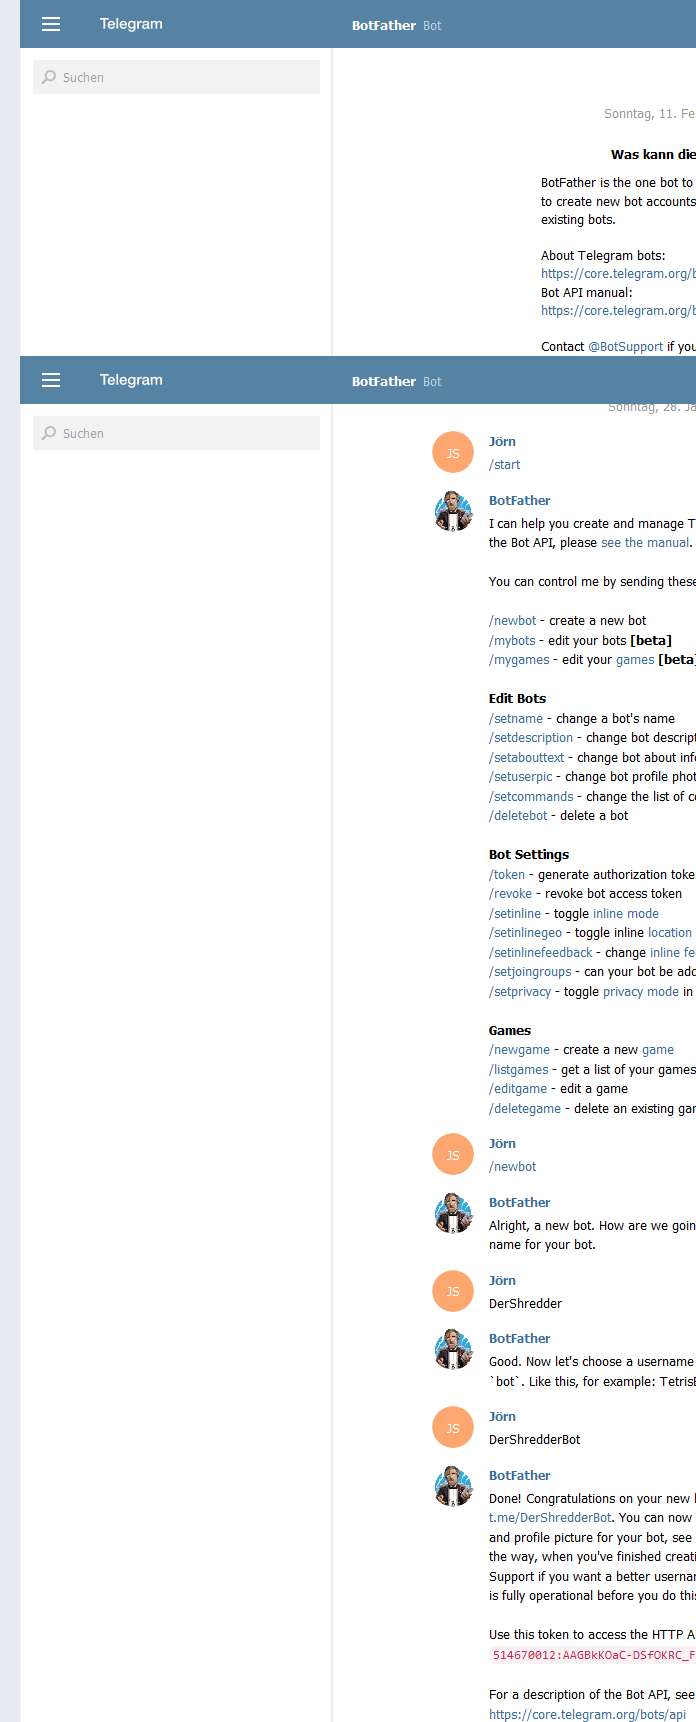 Telegram
BotFather Bot
Suchen
Sonntag, 11. Fe
Was kann die
BotFather is the one bot to
to create new bot accounts
existing bots.
About Telegram bots:
https://core.telegram.org/b
Bot API manual:
https://core.telegram.org/b
Contact @BotSupport if you
Telegram
BotFather Bot
Suchen
Sonntag, 28. Ja
JS
Jörn
/start
BotFather
I can help you create and manage T
the Bot API, please see the manual.
You can control me by sending these
/newbot - create a new bot
/mybots - edit your bots [beta]
/mygames - edit your games [beta]
Edit Bots
/setname - change a bot's name
/setdescription - change bot descript
/setabouttext - change bot about info
/setuserpic - change bot profile phot
/setcommands - change the list of co
/deletebot - delete a bot
Bot Settings
/token - generate authorization toke
/revoke - revoke bot access token
/setinline - toggle inline mode
/setinlinegeo - toggle inline location
/setinlinefeedback - change inline fe
/setjoingroups - can your bot be add
/setprivacy - toggle privacy mode in
Games
/newgame - create a new game
/listgames - get a list of your games
/editgame - edit a game
/deletegame - delete an existing gam
JS
Jörn
/newbot
BotFather
Alright, a new bot. How are we goin
name for your bot.
JS
Jörn
DerShredder
BotFather
Good. Now let's choose a username
`bot`. Like this, for example: TetrisB
JS
Jörn
DerShredderBot
BotFather
Done! Congratulations on your new b
t.me/DerShredderBot. You can now
and profile picture for your bot, see
the way, when you've finished creati
Support if you want a better usernam
is fully operational before you do this
Use this token to access the HTTP A
514670012:AAGBkKOaC-DSfOKRC_F
For a description of the Bot API, see
https://core.telegram.org/bots/api